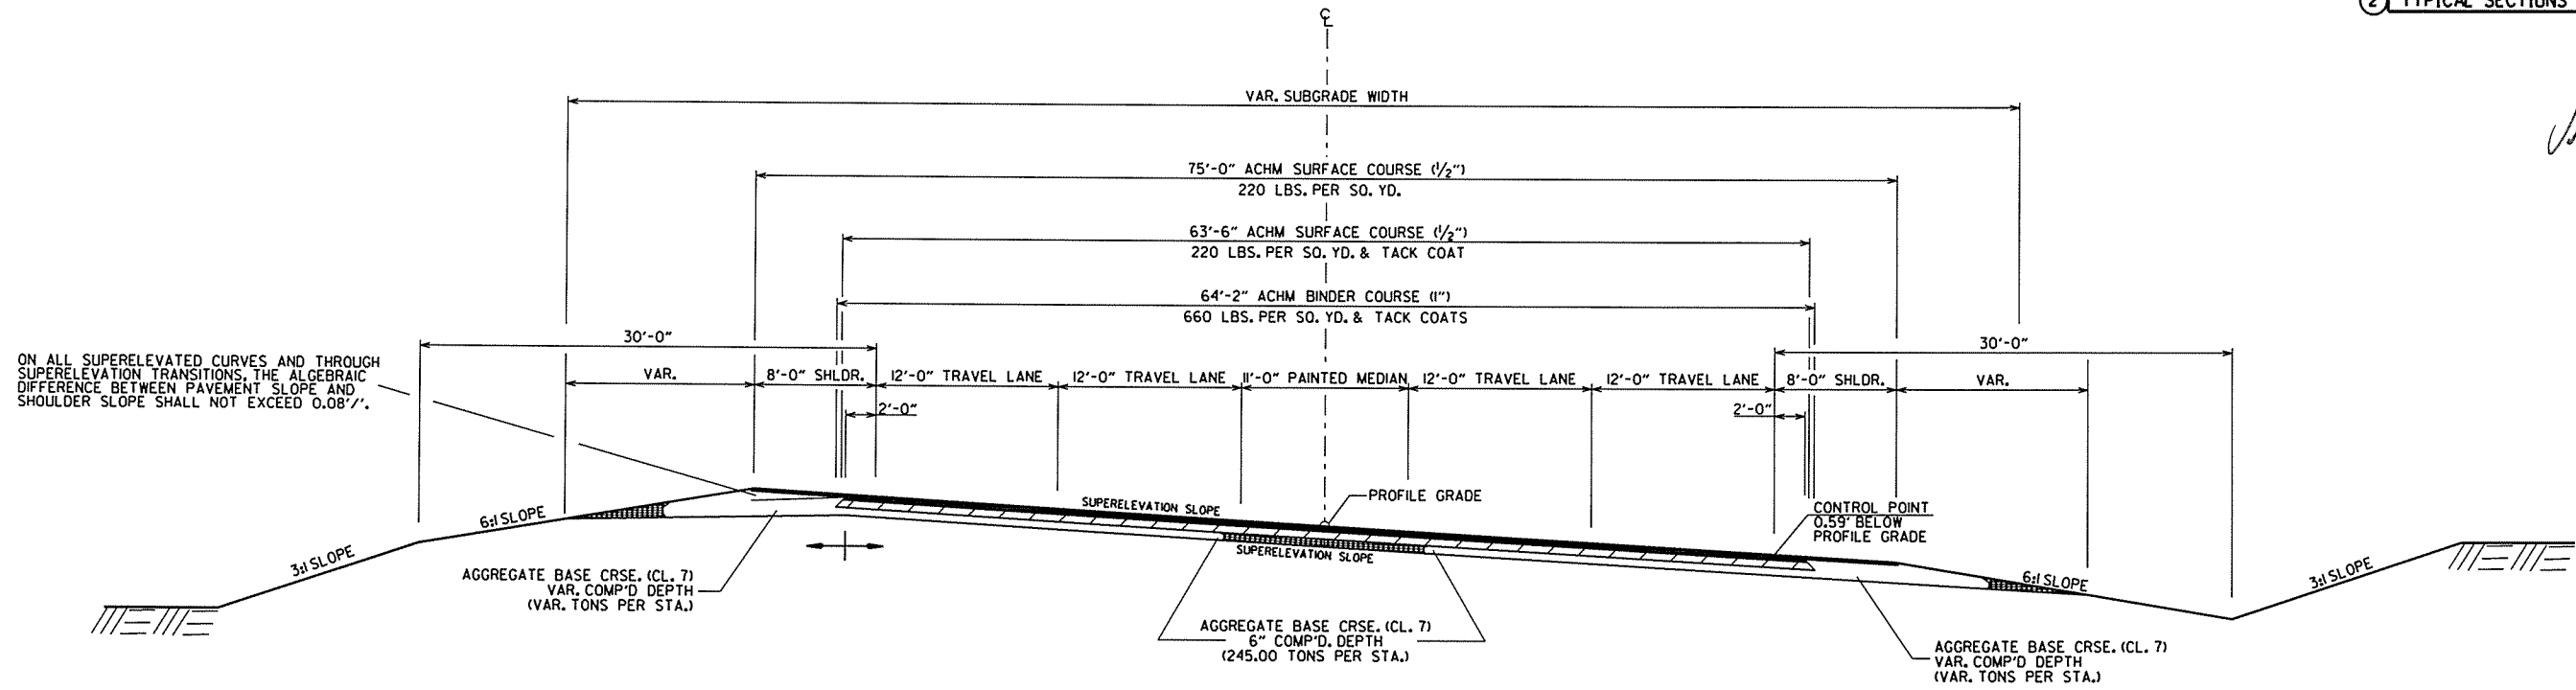 2 TYPICAL SECTIONS
℄
VAR. SUBGRADE WIDTH
75'-0" ACHM SURFACE COURSE (1/2")
220 LBS. PER SQ. YD.
63'-6" ACHM SURFACE COURSE (1/2")
220 LBS. PER SQ. YD. & TACK COAT
64'-2" ACHM BINDER COURSE (1")
660 LBS. PER SQ. YD. & TACK COATS
30'-0"
30'-0"
ON ALL SUPERELEVATED CURVES AND THROUGH
SUPERELEVATION TRANSITIONS, THE ALGEBRAIC
DIFFERENCE BETWEEN PAVEMENT SLOPE AND
SHOULDER SLOPE SHALL NOT EXCEED 0.08'/'.
VAR.
8'-0" SHLDR.
12'-0" TRAVEL LANE
12'-0" TRAVEL LANE
11'-0" PAINTED MEDIAN
12'-0" TRAVEL LANE
12'-0" TRAVEL LANE
8'-0" SHLDR.
VAR.
2'-0"
2'-0"
PROFILE GRADE
SUPERELEVATION SLOPE
SUPERELEVATION SLOPE
CONTROL POINT
0.59' BELOW
PROFILE GRADE
6:1 SLOPE
3:1 SLOPE
6:1 SLOPE
3:1 SLOPE
AGGREGATE BASE CRSE. (CL. 7)
VAR. COMP'D DEPTH
(VAR. TONS PER STA.)
AGGREGATE BASE CRSE. (CL. 7)
6" COMP'D. DEPTH
(245.00 TONS PER STA.)
AGGREGATE BASE CRSE. (CL. 7)
VAR. COMP'D DEPTH
(VAR. TONS PER STA.)